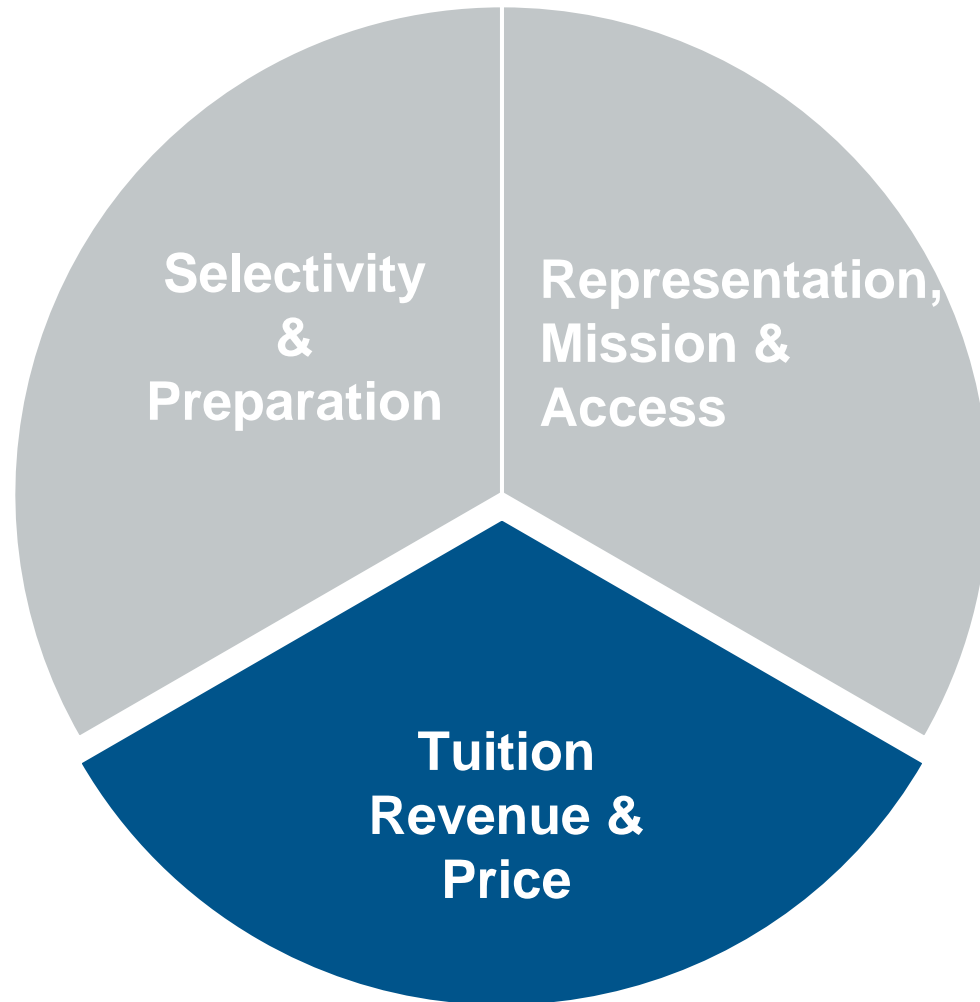 Selectivity
&
Preparation
Representation,
Mission &
Access
Tuition
Revenue &
Price